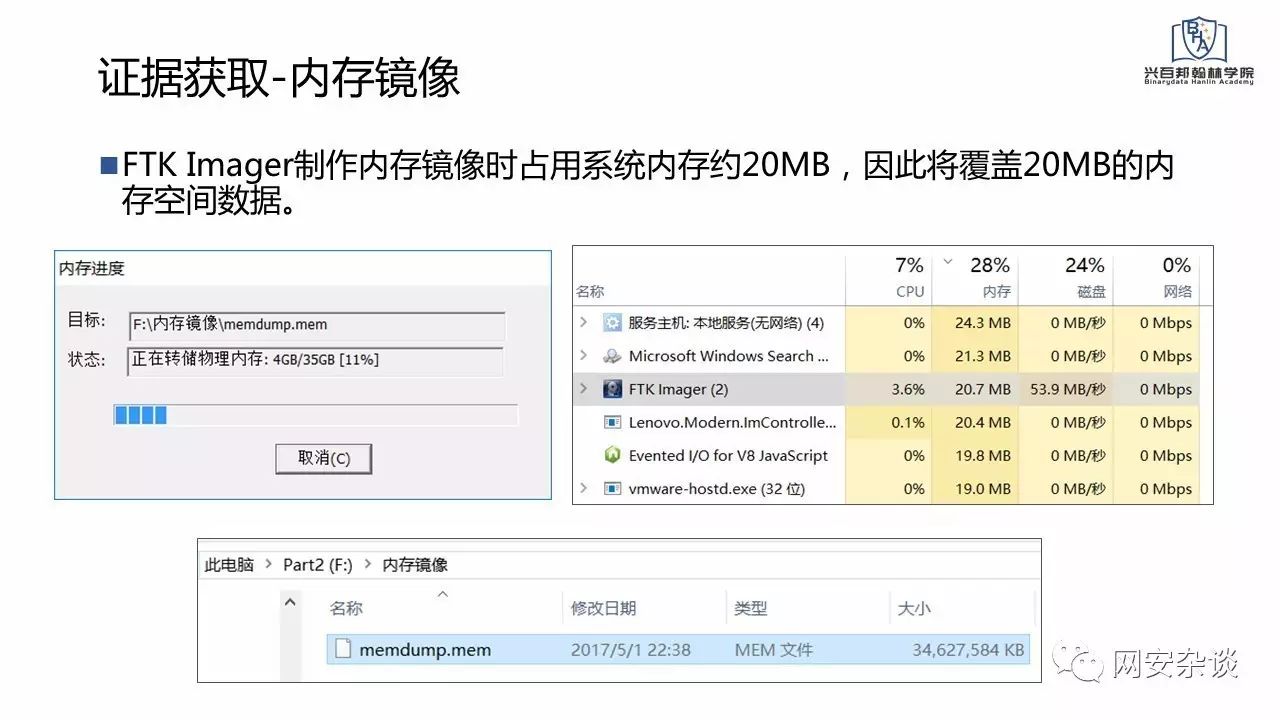 BHA
兴百邦翰林学院
Binarydata Hanlin Academy
证据获取-内存镜像
■FTK Imager制作内存镜像时占用系统内存约20MB，因此将覆盖20MB的内
存空间数据。
内存进度
目标: F:\内存镜像\memdump.mem
状态: 正在转储物理内存: 4GB/35GB [11%]
取消(C)
7% 28% 24% 0%
名称 CPU 内存 磁盘 网络
服务主机: 本地服务(无网络) (4) 0% 24.3 MB 0 MB/秒 0 Mbps
Microsoft Windows Search ... 0% 21.3 MB 0 MB/秒 0 Mbps
FTK Imager (2) 3.6% 20.7 MB 53.9 MB/秒 0 Mbps
Lenovo.Modern.ImControlle... 0.1% 20.4 MB 0 MB/秒 0 Mbps
Evented I/O for V8 JavaScript 0% 19.8 MB 0 MB/秒 0 Mbps
vmware-hostd.exe (32 位) 0% 19.0 MB 0 MB/秒 0 Mbps
此电脑 > Part2 (F:) > 内存镜像
名称 修改日期 类型 大小
memdump.mem 2017/5/1 22:38 MEM 文件 34,627,584 KB
网安杂谈